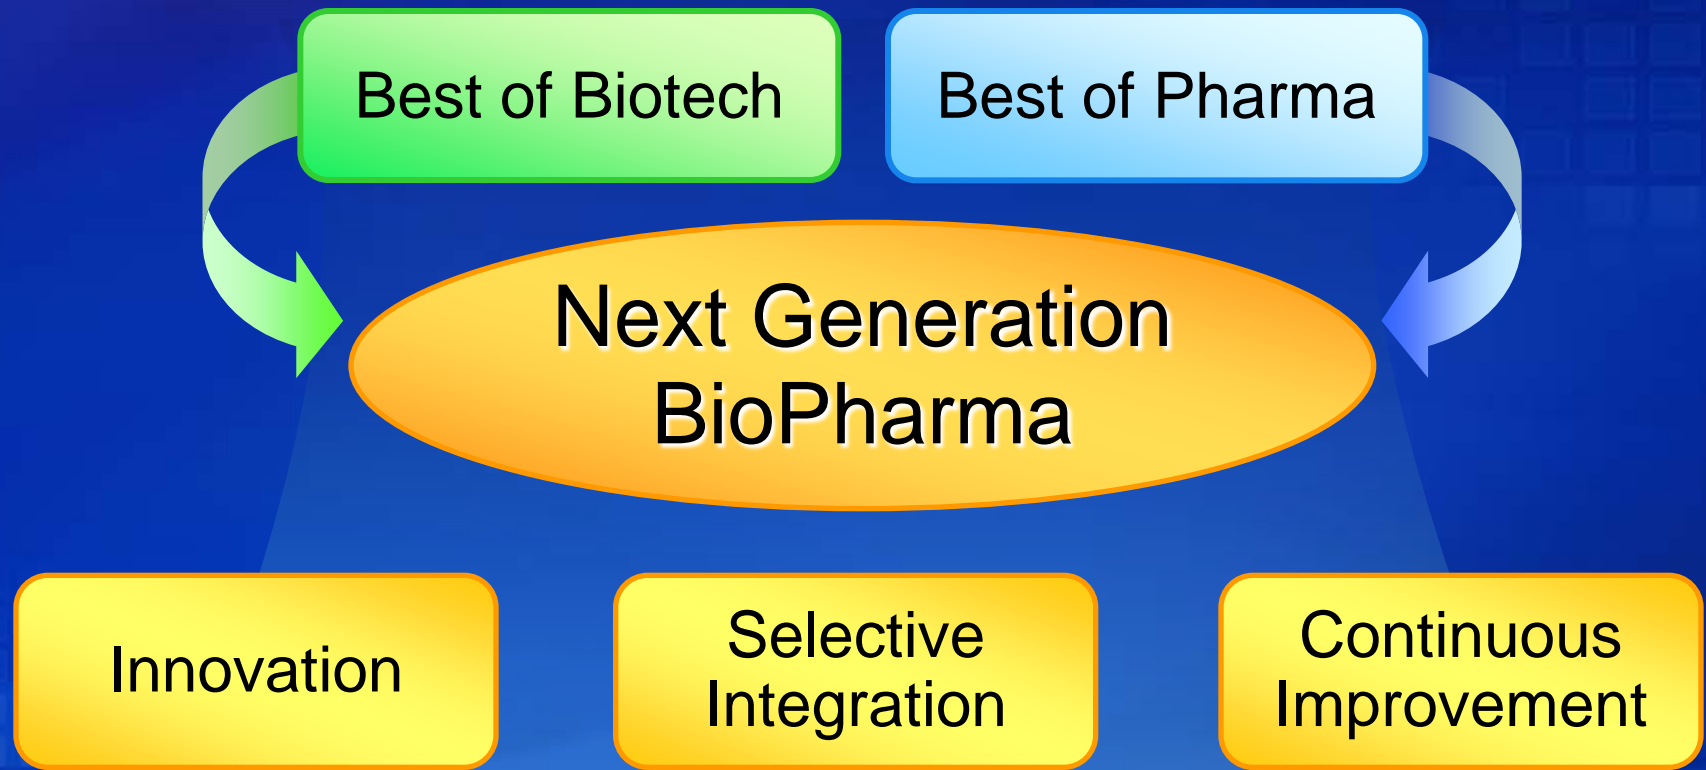 Best of Biotech
Best of Pharma
Next Generation
BioPharma
Innovation
Selective
Integration
Continuous
Improvement